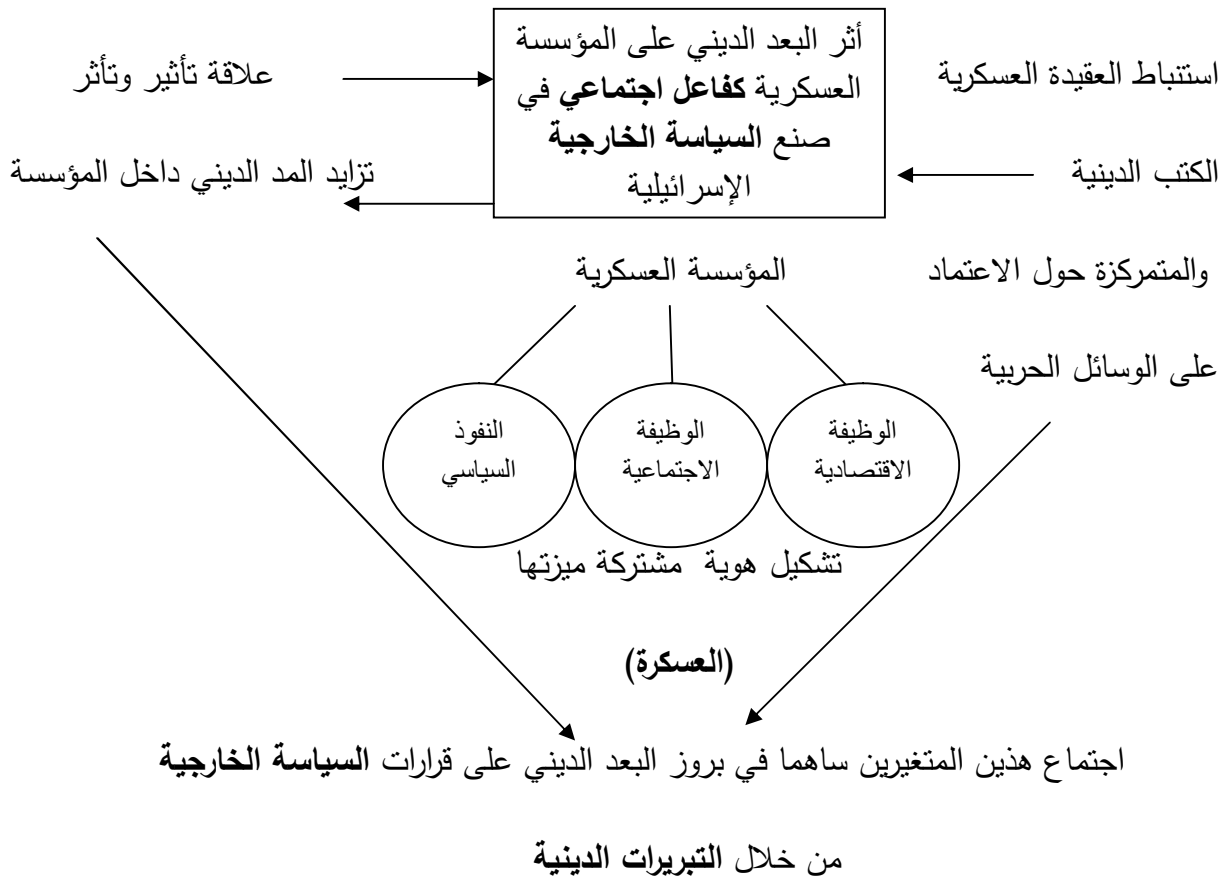 أثر البعد الديني على المؤسسة
العسكرية كفاعل اجتماعي في
صنع السياسة الخارجية
الإسرائيلية
استنباط العقيدة العسكرية
الكتب الدينية
والمتمركزة حول الاعتماد
على الوسائل الحربية
علاقة تأثير وتأثر
تزايد المد الديني داخل المؤسسة
المؤسسة العسكرية
الوظيفة
الاقتصادية
الوظيفة
الاجتماعية
النفوذ
السياسي
تشكيل هوية مشتركة ميزتها
(العسكرة)
اجتماع هذين المتغيرين ساهما في بروز البعد الديني على قرارات السياسة الخارجية
من خلال التبريرات الدينية